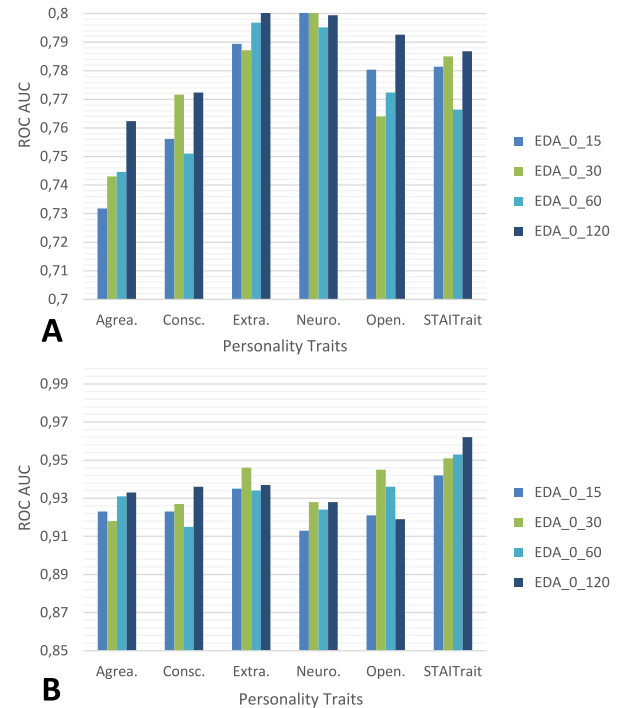 0,8
0,79
0,78
0,77
0,76
0,75
0,74
0,73
0,72
0,71
0,7
ROC AUC
Agrea. Consc. Extra. Neuro. Open. STAITrait
Personality Traits
A
EDA_0_15
EDA_0_30
EDA_0_60
EDA_0_120
0,99
0,97
0,95
0,93
0,91
0,89
0,87
0,85
ROC AUC
Agrea. Consc. Extra. Neuro. Open. STAITrait
Personality Traits
B
EDA_0_15
EDA_0_30
EDA_0_60
EDA_0_120